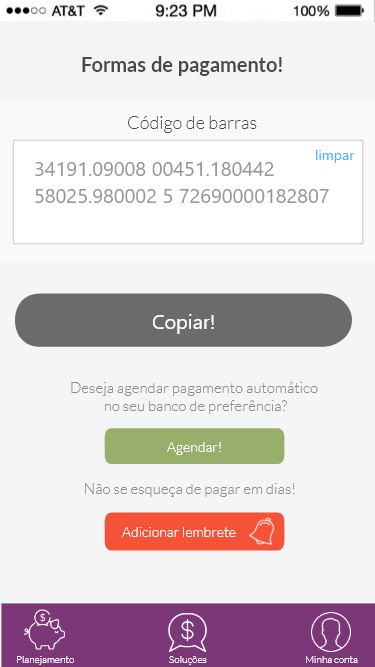 AT&T 9:23 PM 100%
Formas de pagamento!
Código de barras
limpar
34191.09008 00451.180442
58025.980002 5 72690000182807
Copiar!
Deseja agendar pagamento automático
no seu banco de preferência?
Agendar!
Não se esqueça de pagar em dias!
Adicionar lembrete
$ $
Planejamento Soluções Minha conta